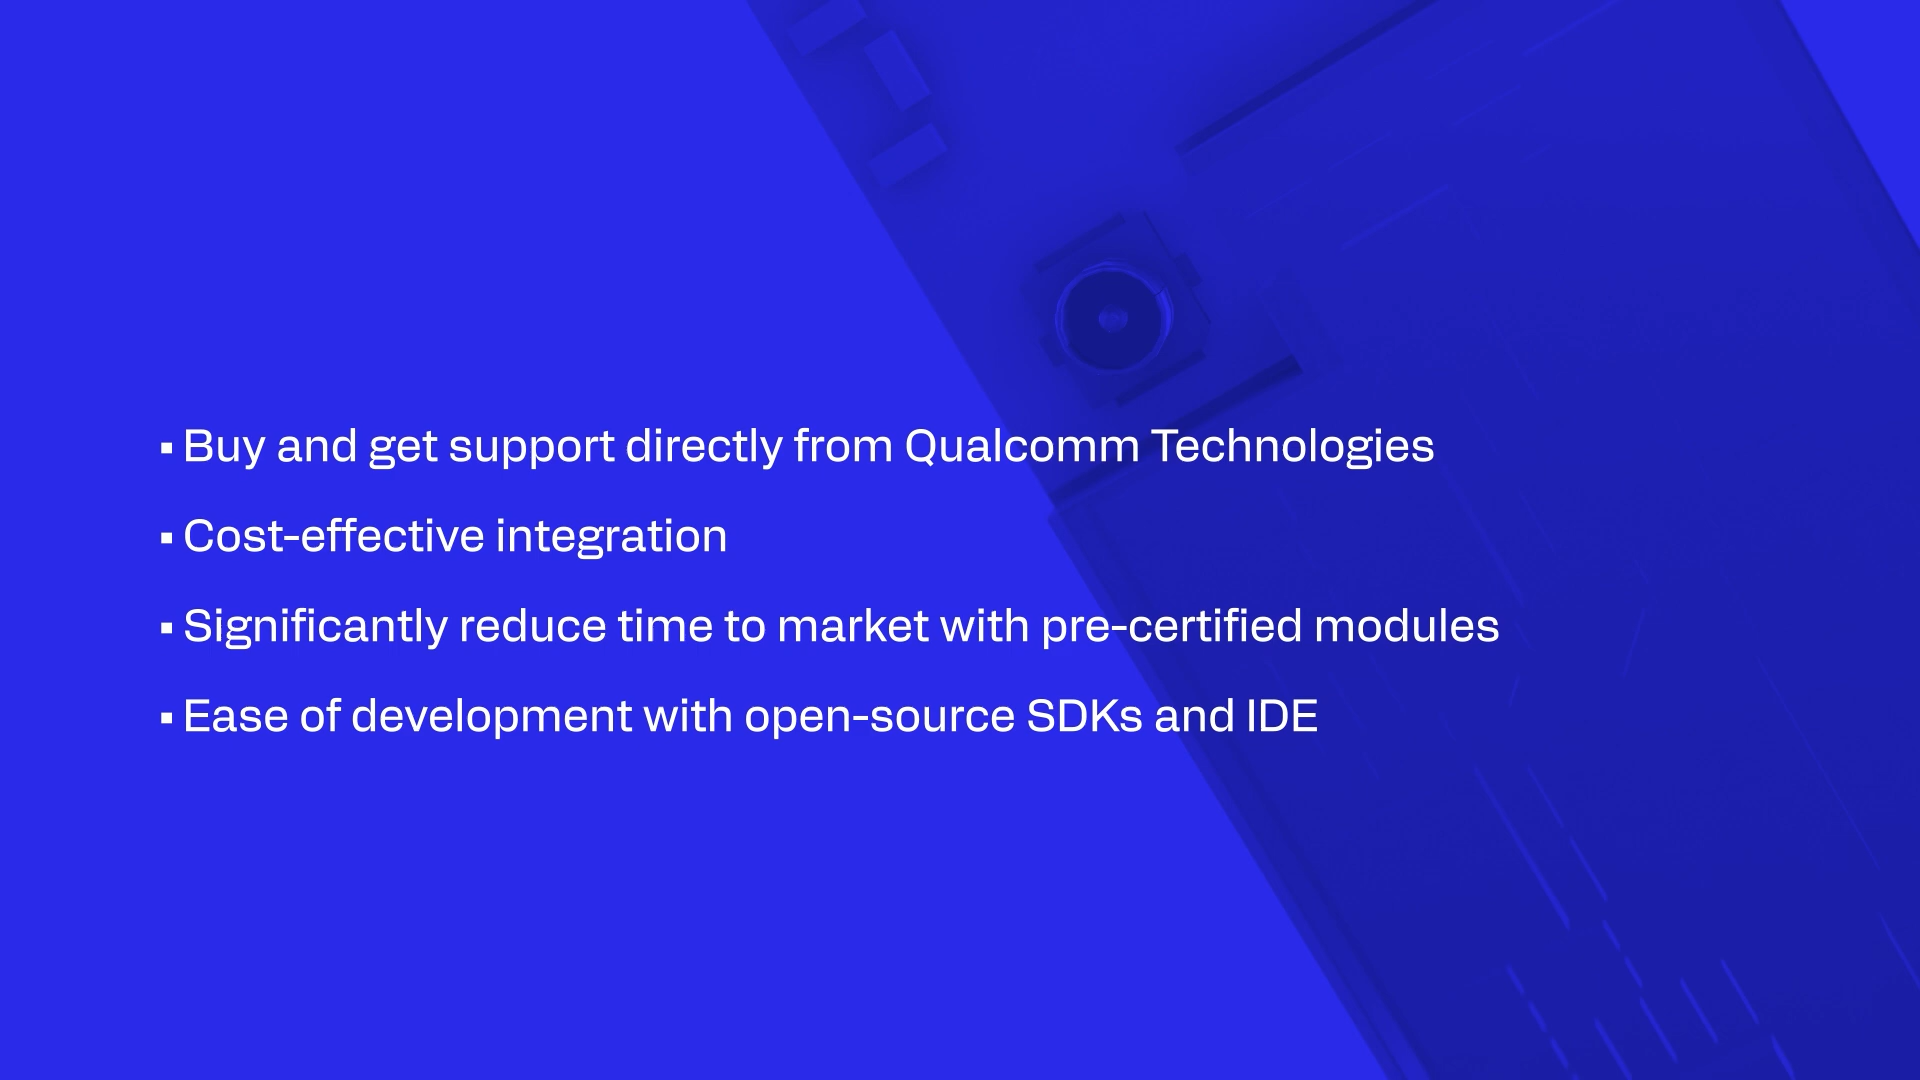 ▪ Buy and get support directly from Qualcomm Technologies
▪ Cost-effective integration
▪ Significantly reduce time to market with pre-certified modules
▪ Ease of development with open-source SDKs and IDE